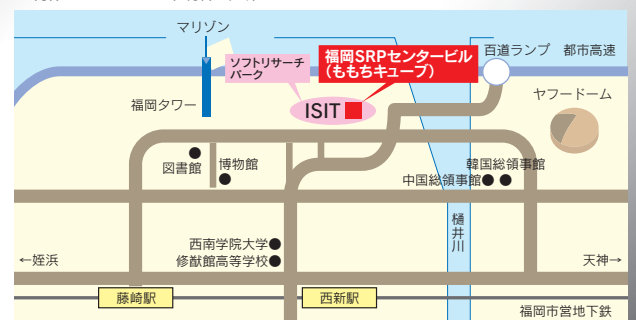 マリゾン
ソフトリサーチ
パーク
福岡SRPセンタービル
(ももちキューブ)
百道ランプ
都市高速
福岡タワー
ISIT
ヤフードーム
図書館
博物館
韓国総領事館
中国総領事館
樋井川
西南学院大学
修猷館高等学校
←姪浜
天神→
藤崎駅
西新駅
福岡市営地下鉄